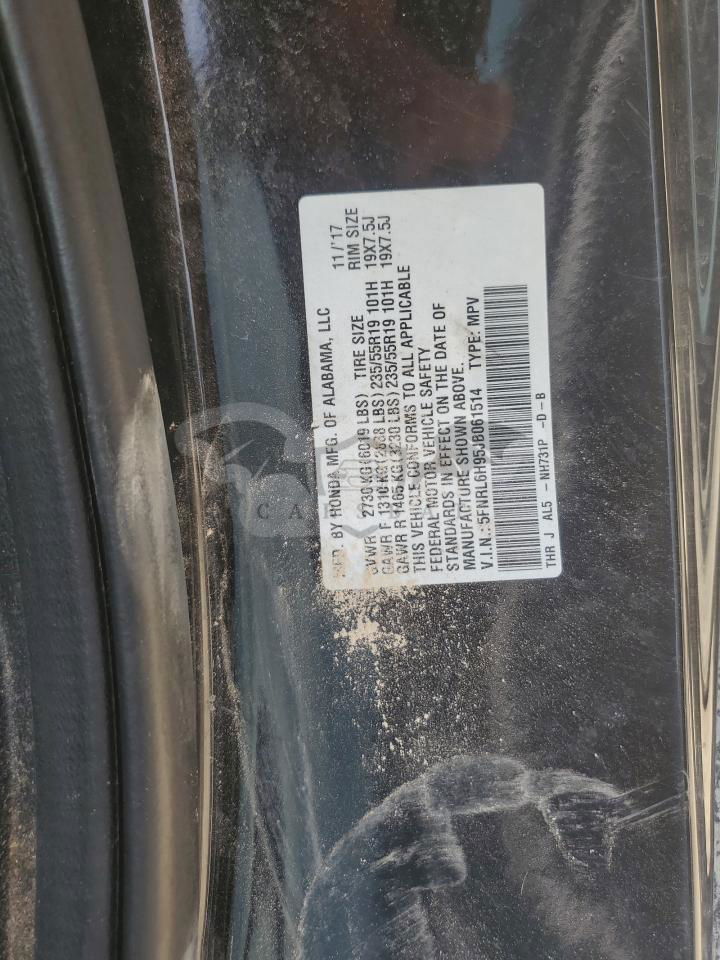 MFD. BY HONDA MFG. OF ALABAMA, LLC 11/'17
GVWR 2730 KG (6019 LBS) TIRE SIZE RIM SIZE
GAWR F 1310 KG (2888 LBS) 235/55R19 101H 19X7.5J
GAWR R 1465 KG (3230 LBS) 235/55R19 101H 19X7.5J
THIS VEHICLE CONFORMS TO ALL APPLICABLE
FEDERAL MOTOR VEHICLE SAFETY
STANDARDS IN EFFECT ON THE DATE OF
MANUFACTURE SHOWN ABOVE.
V.I.N.: 5FNRL6H95JB061514 TYPE: MPV
THR J AL5 - NH731P -D-B